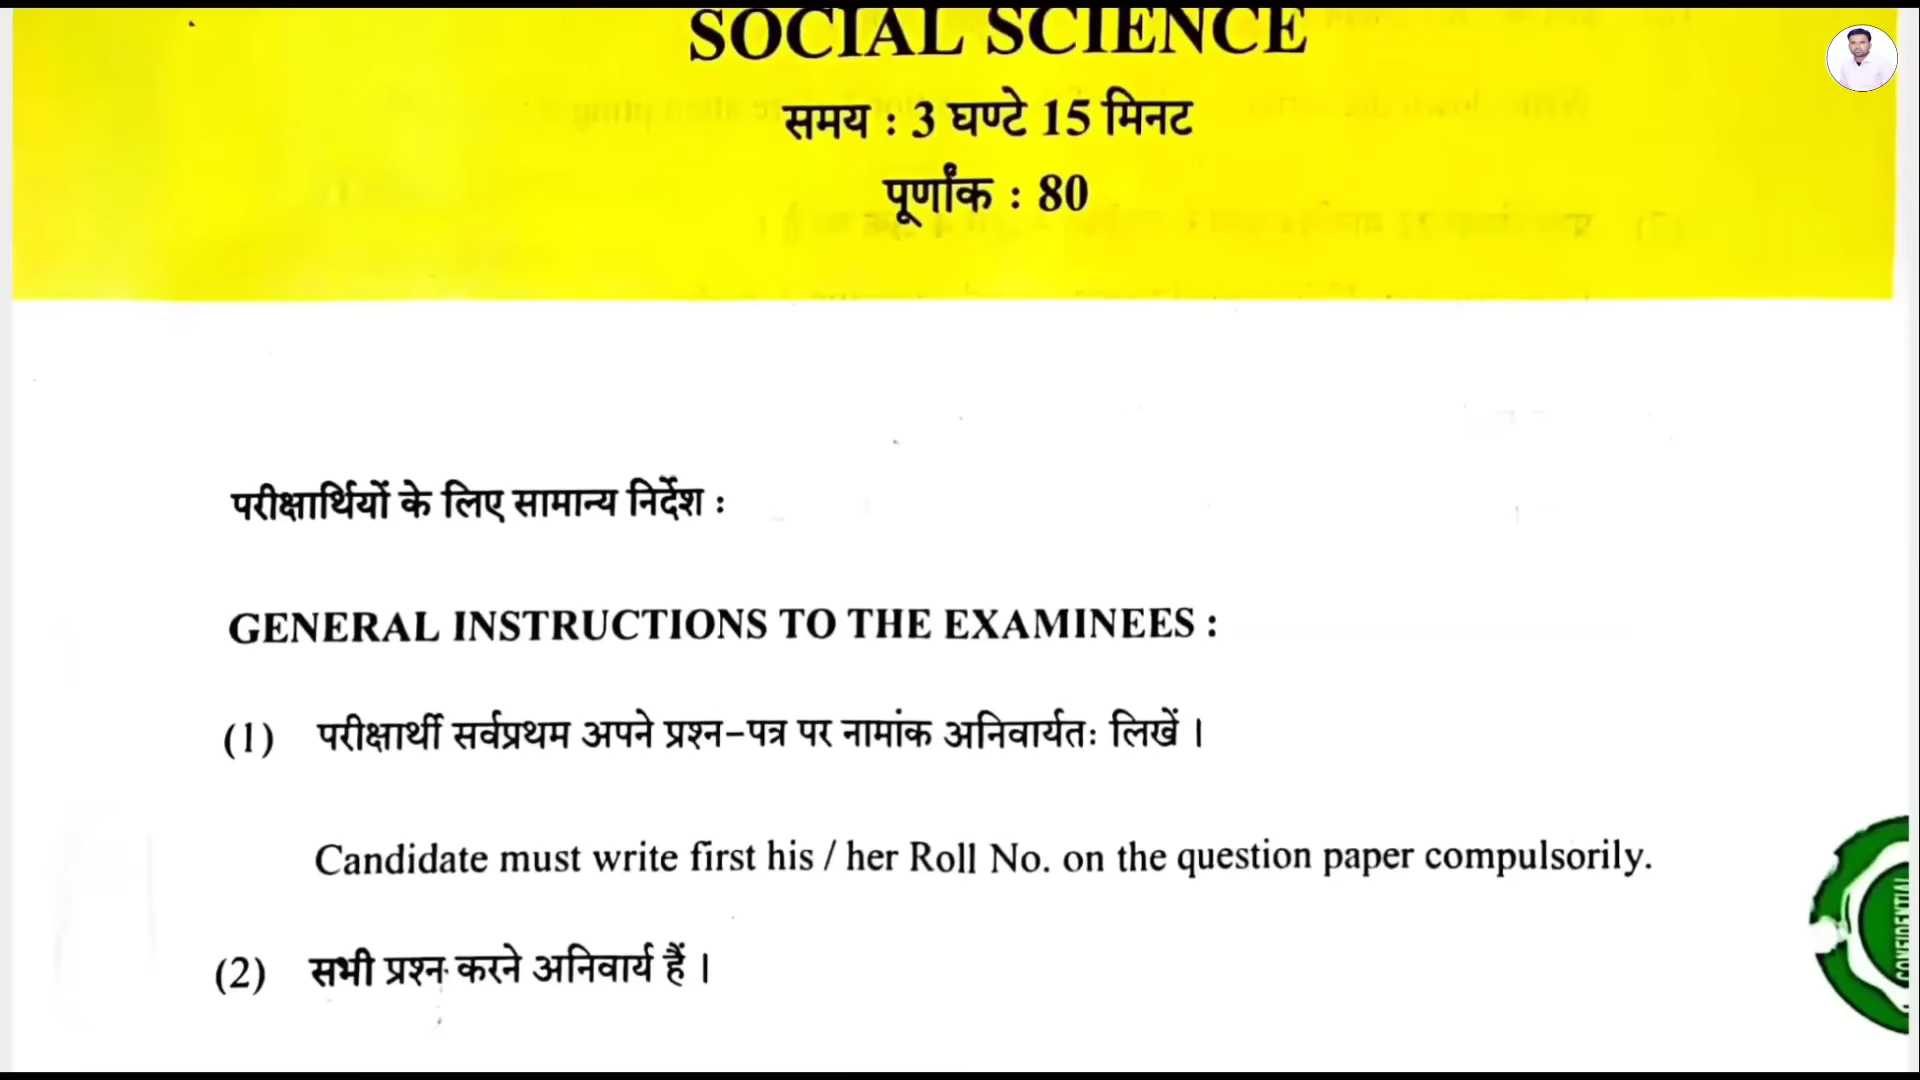 SOCIAL SCIENCE
समय : 3 घण्टे 15 मिनट
पूर्णांक : 80
परीक्षार्थियों के लिए सामान्य निर्देश :
GENERAL INSTRUCTIONS TO THE EXAMINEES :
(1) परीक्षार्थी सर्वप्रथम अपने प्रश्न-पत्र पर नामांक अनिवार्यतः लिखें ।
Candidate must write first his / her Roll No. on the question paper compulsorily.
(2) सभी प्रश्न करने अनिवार्य हैं ।
CONFIDENTIAL